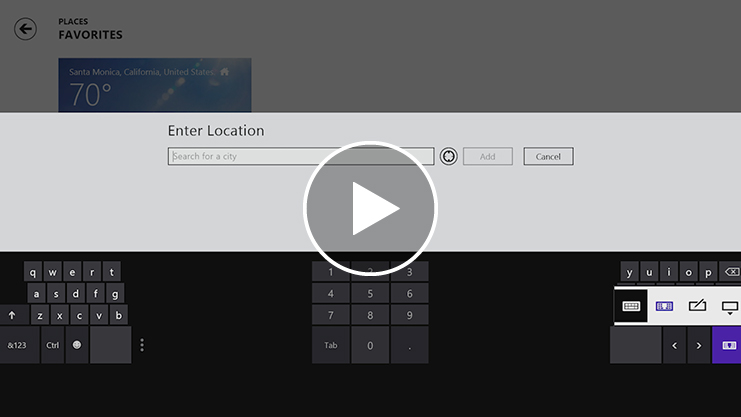 PLACES
FAVORITES
Santa Monica, California, United States
70°
Enter Location
Search for a city
Add
Cancel
q w e r t
1 2 3
y u i o p
a s d f g
4 5 6
z x c v b
7 8 9
&123 Ctrl
Tab 0 .
< >